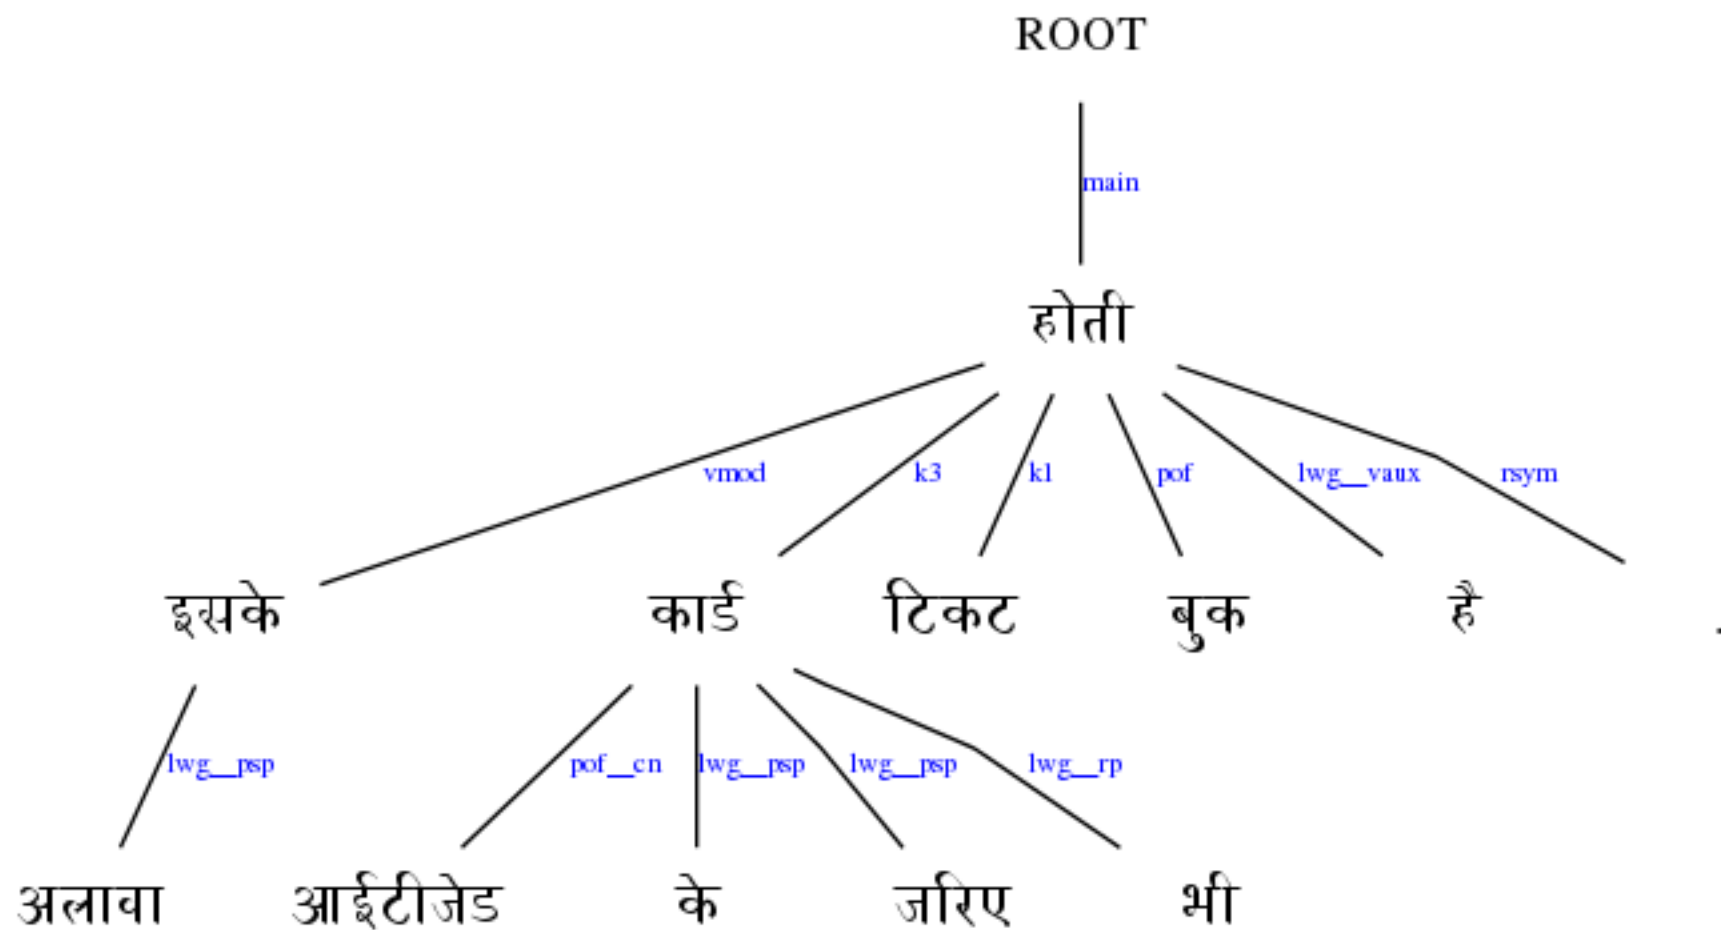 ROOT
main
होती
vmod k3 k1 pof lwg__vaux rsym
इसके कार्ड टिकट बुक है .
lwg__psp pof__cn lwg__psp lwg__psp lwg__rp
अलावा आईटीजेड के जरिए भी